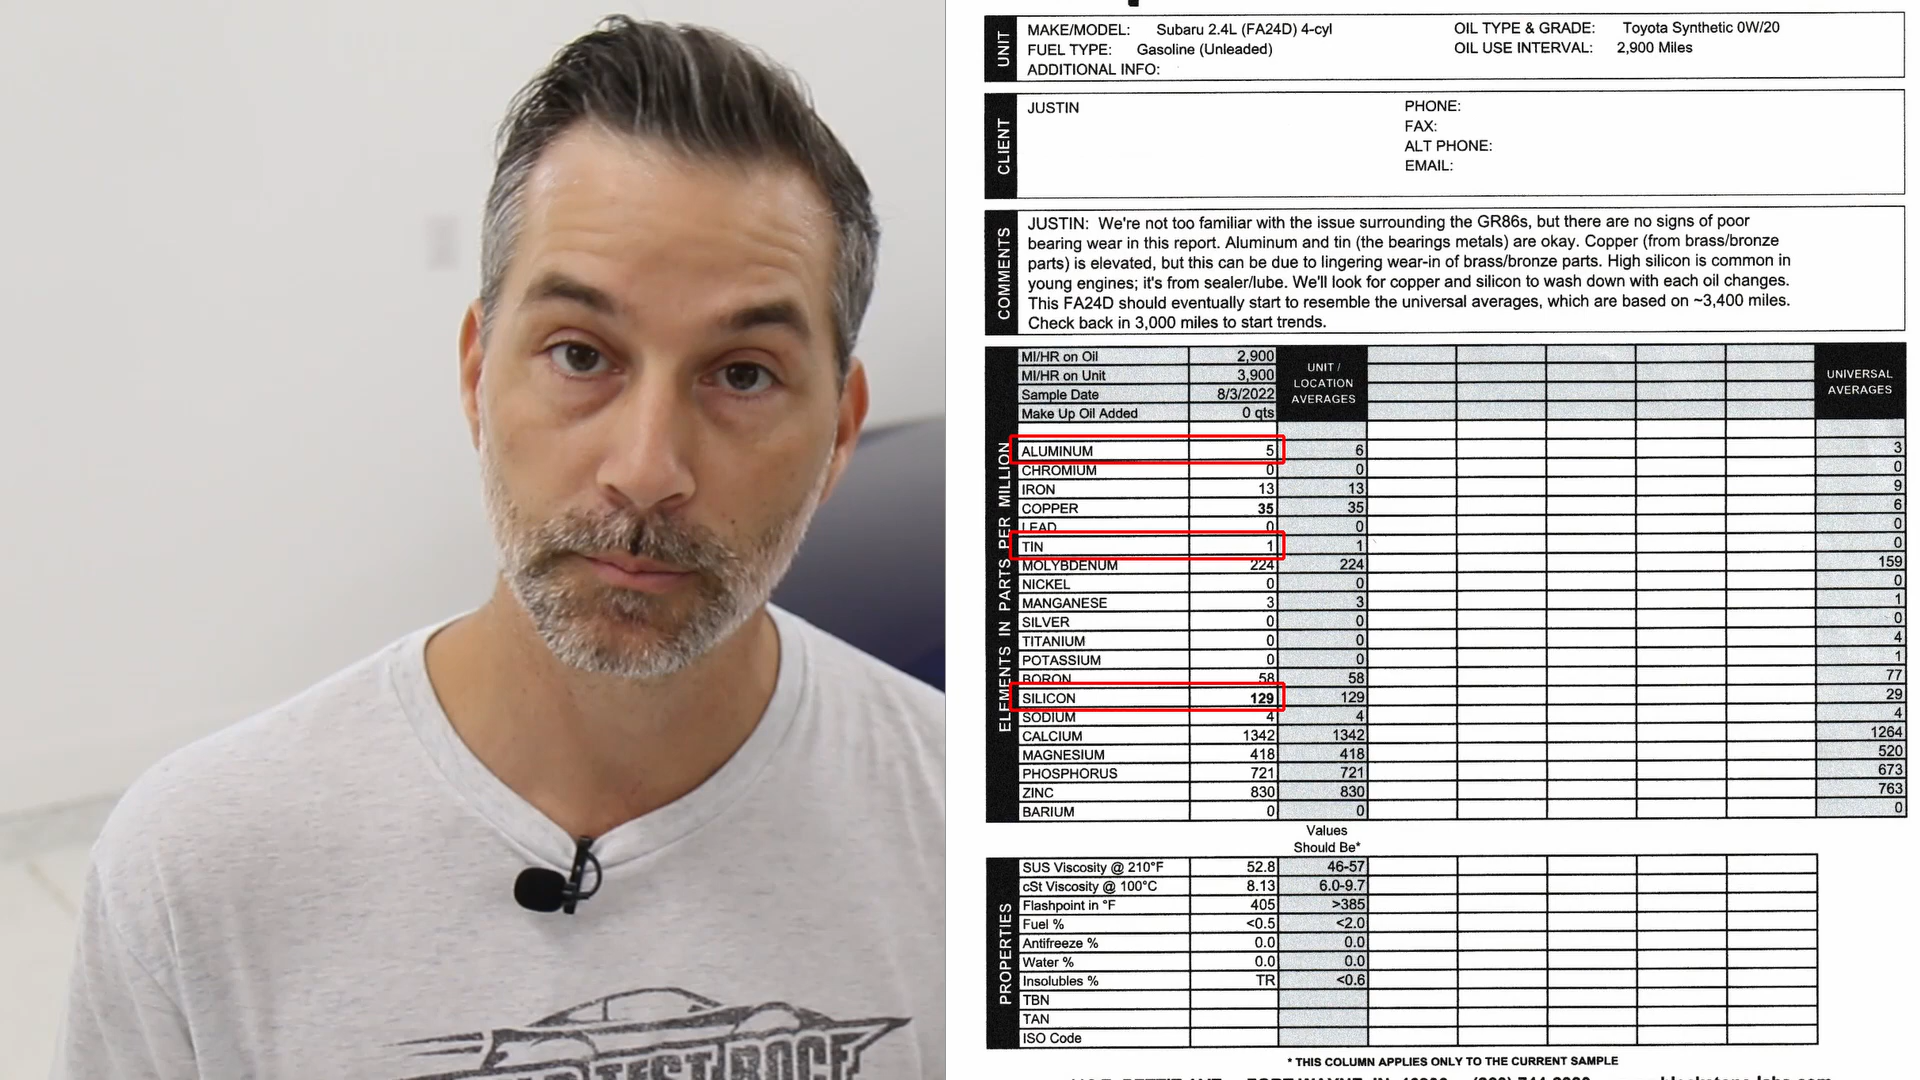 UNIT
MAKE/MODEL: Subaru 2.4L (FA24D) 4-cyl
FUEL TYPE: Gasoline (Unleaded)
ADDITIONAL INFO:
OIL TYPE & GRADE: Toyota Synthetic 0W/20
OIL USE INTERVAL: 2,900 Miles
CLIENT
JUSTIN
PHONE:
FAX:
ALT PHONE:
EMAIL:
COMMENTS
JUSTIN: We're not too familiar with the issue surrounding the GR86s, but there are no signs of poor
bearing wear in this report. Aluminum and tin (the bearings metals) are okay. Copper (from brass/bronze
parts) is elevated, but this can be due to lingering wear-in of brass/bronze parts. High silicon is common in
young engines; it's from sealer/lube. We'll look for copper and silicon to wash down with each oil changes.
This FA24D should eventually start to resemble the universal averages, which are based on ~3,400 miles.
Check back in 3,000 miles to start trends.
MI/HR on Oil 2,900
MI/HR on Unit 3,900
Sample Date 8/3/2022
Make Up Oil Added 0 qts
UNIT /
LOCATION
AVERAGES
UNIVERSAL
AVERAGES
ELEMENTS IN PARTS PER MILLION
ALUMINUM 5 6 3
CHROMIUM 0 0 0
IRON 13 13 9
COPPER 35 35 6
LEAD 0 0 0
TIN 1 1 0
MOLYBDENUM 224 224 159
NICKEL 0 0 0
MANGANESE 3 3 1
SILVER 0 0 0
TITANIUM 0 0 4
POTASSIUM 0 0 1
BORON 58 58 77
SILICON 129 129 29
SODIUM 4 4 4
CALCIUM 1342 1342 1264
MAGNESIUM 418 418 520
PHOSPHORUS 721 721 673
ZINC 830 830 763
BARIUM 0 0 0
Values
Should Be*
PROPERTIES
SUS Viscosity @ 210°F 52.8 46-57
cSt Viscosity @ 100°C 8.13 6.0-9.7
Flashpoint in °F 405 >385
Fuel % <0.5 <2.0
Antifreeze % 0.0 0.0
Water % 0.0 0.0
Insolubles % TR <0.6
TBN
TAN
ISO Code
* THIS COLUMN APPLIES ONLY TO THE CURRENT SAMPLE